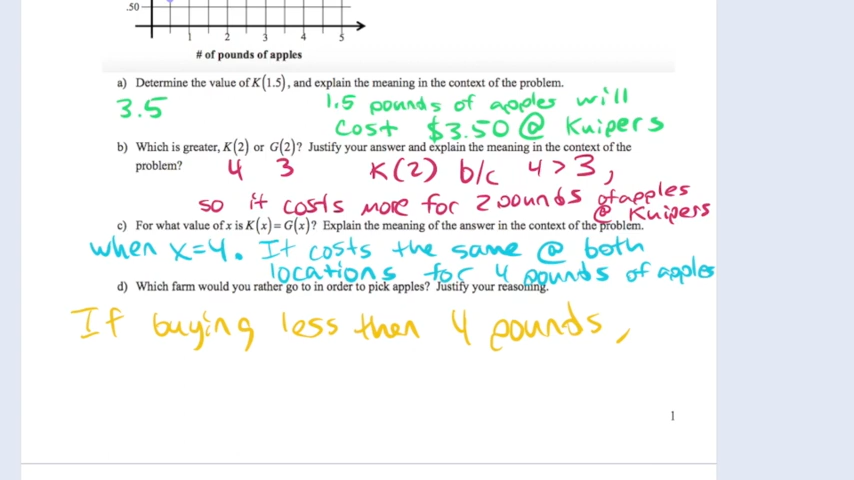 .50
1 2 3 4 5
# of pounds of apples
a) Determine the value of K(1.5), and explain the meaning in the context of the problem.
3.5 1.5 pounds of apples will
cost $3.50 @ Kuipers
b) Which is greater, K(2) or G(2)? Justify your answer and explain the meaning in the context of the
problem? 4 3 K(2) b/c 4 > 3,
so it costs more for 2 pounds of apples
@ Kuipers
c) For what value of x is K(x) = G(x)? Explain the meaning of the answer in the context of the problem.
when x=4. It costs the same @ both
locations for 4 pounds of apples
d) Which farm would you rather go to in order to pick apples? Justify your reasoning.
If buying less then 4 pounds,
1